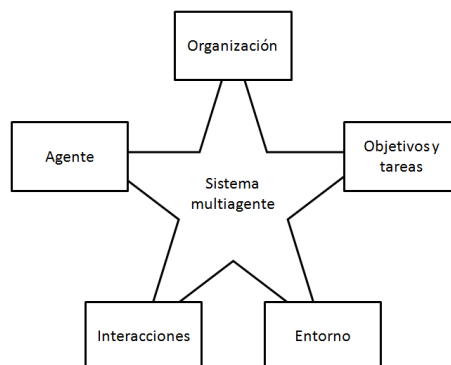 Organización
Agente
Objetivos y
tareas
Sistema
multiagente
Interacciones
Entorno